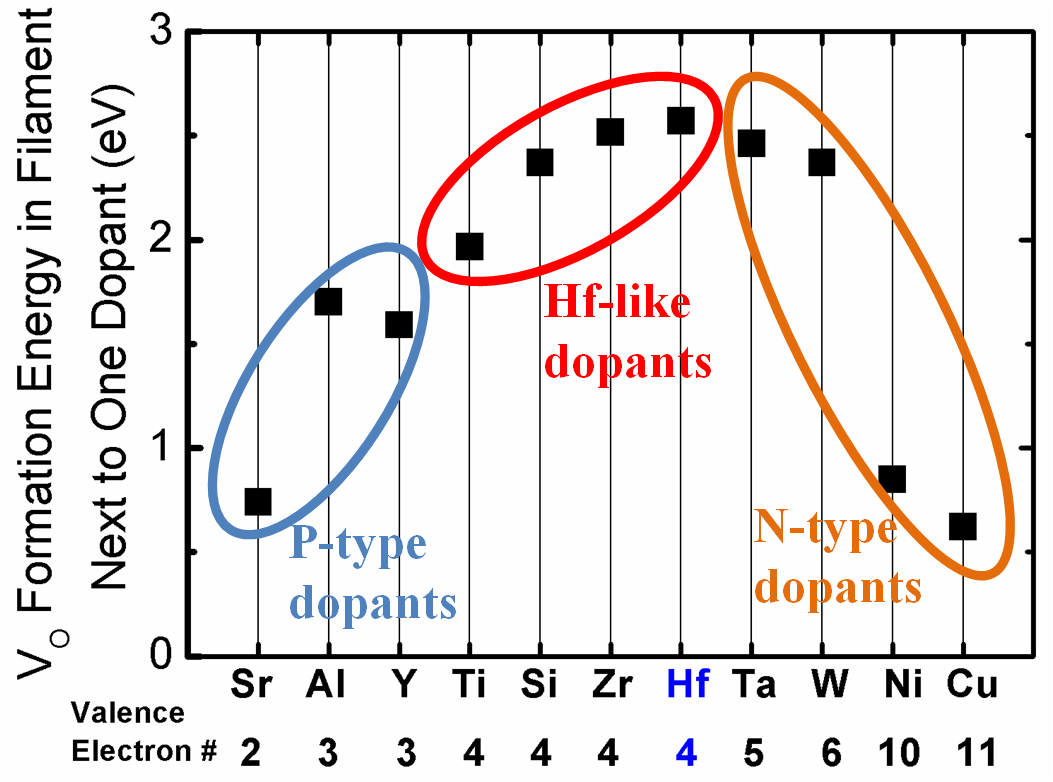 V_O Formation Energy in Filament
Next to One Dopant (eV)
3
2
1
0
Hf-like
dopants
P-type
dopants
N-type
dopants
Sr Al Y Ti Si Zr Hf Ta W Ni Cu
Valence
Electron # 2 3 3 4 4 4 4 5 6 10 11